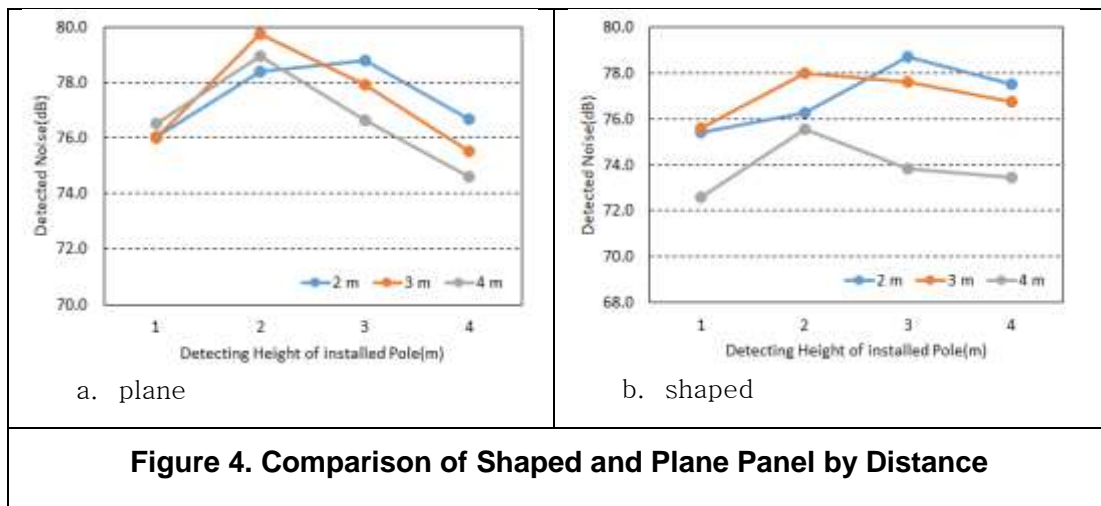 80.0
78.0
76.0
74.0
72.0
70.0
Detected Noise(dB)
2 m 3 m 4 m
1 2 3 4
Detecting Height of installed Pole(m)
a. plane
80.0
78.0
76.0
74.0
72.0
70.0
68.0
Detected Noise(dB)
2 m 3 m 4 m
1 2 3 4
Detecting Height of installed Pole(m)
b. shaped
Figure 4. Comparison of Shaped and Plane Panel by Distance